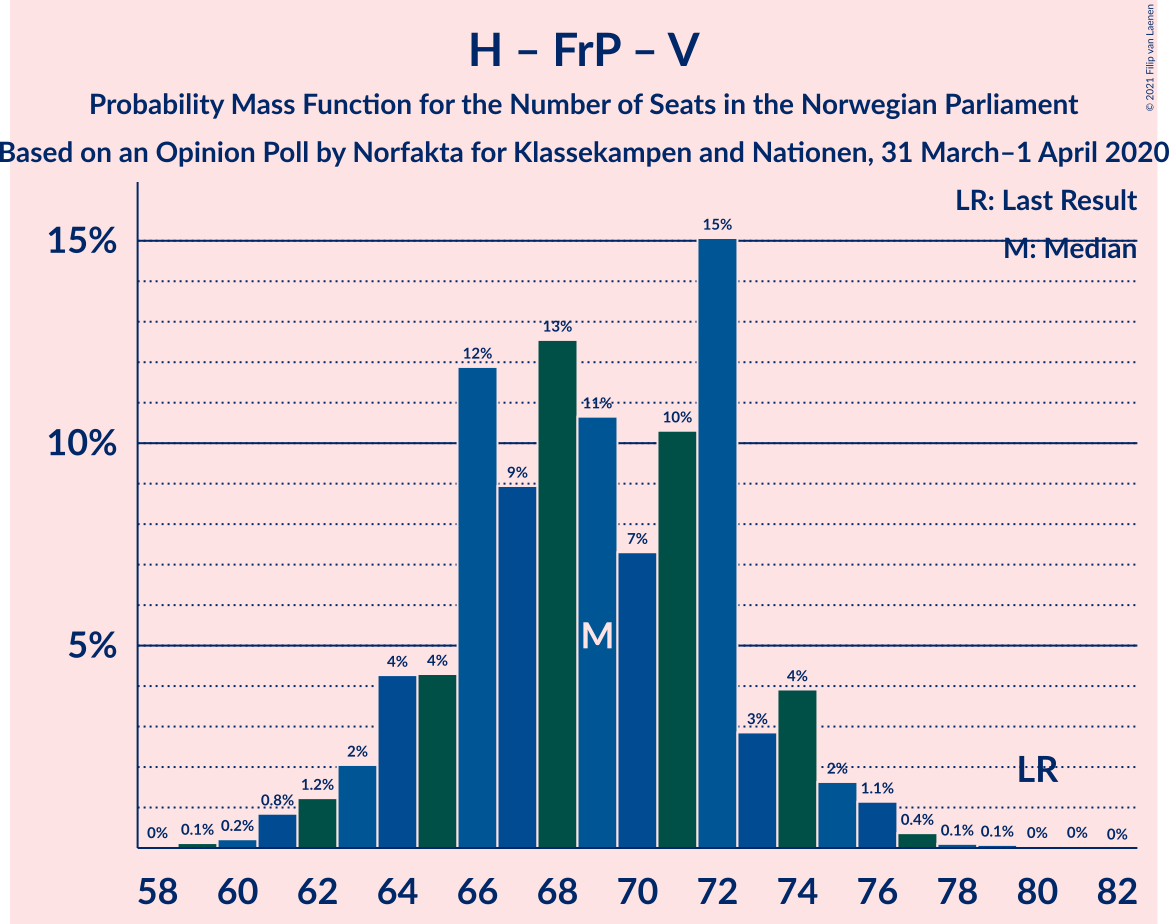 H – FrP – V
© 2021 Filip van Laenen
Probability Mass Function for the Number of Seats in the Norwegian Parliament
Based on an Opinion Poll by Norfakta for Klassekampen and Nationen, 31 March–1 April 2020
LR: Last Result
M: Median
15%
10%
5%
0% 0.1% 0.2% 0.8% 1.2% 2% 4% 4% 12% 9% 13% 11% 7% 10% 15% 3% 4% 2% 1.1% 0.4% 0.1% 0.1% 0% 0% 0%
M
LR
58 60 62 64 66 68 70 72 74 76 78 80 82